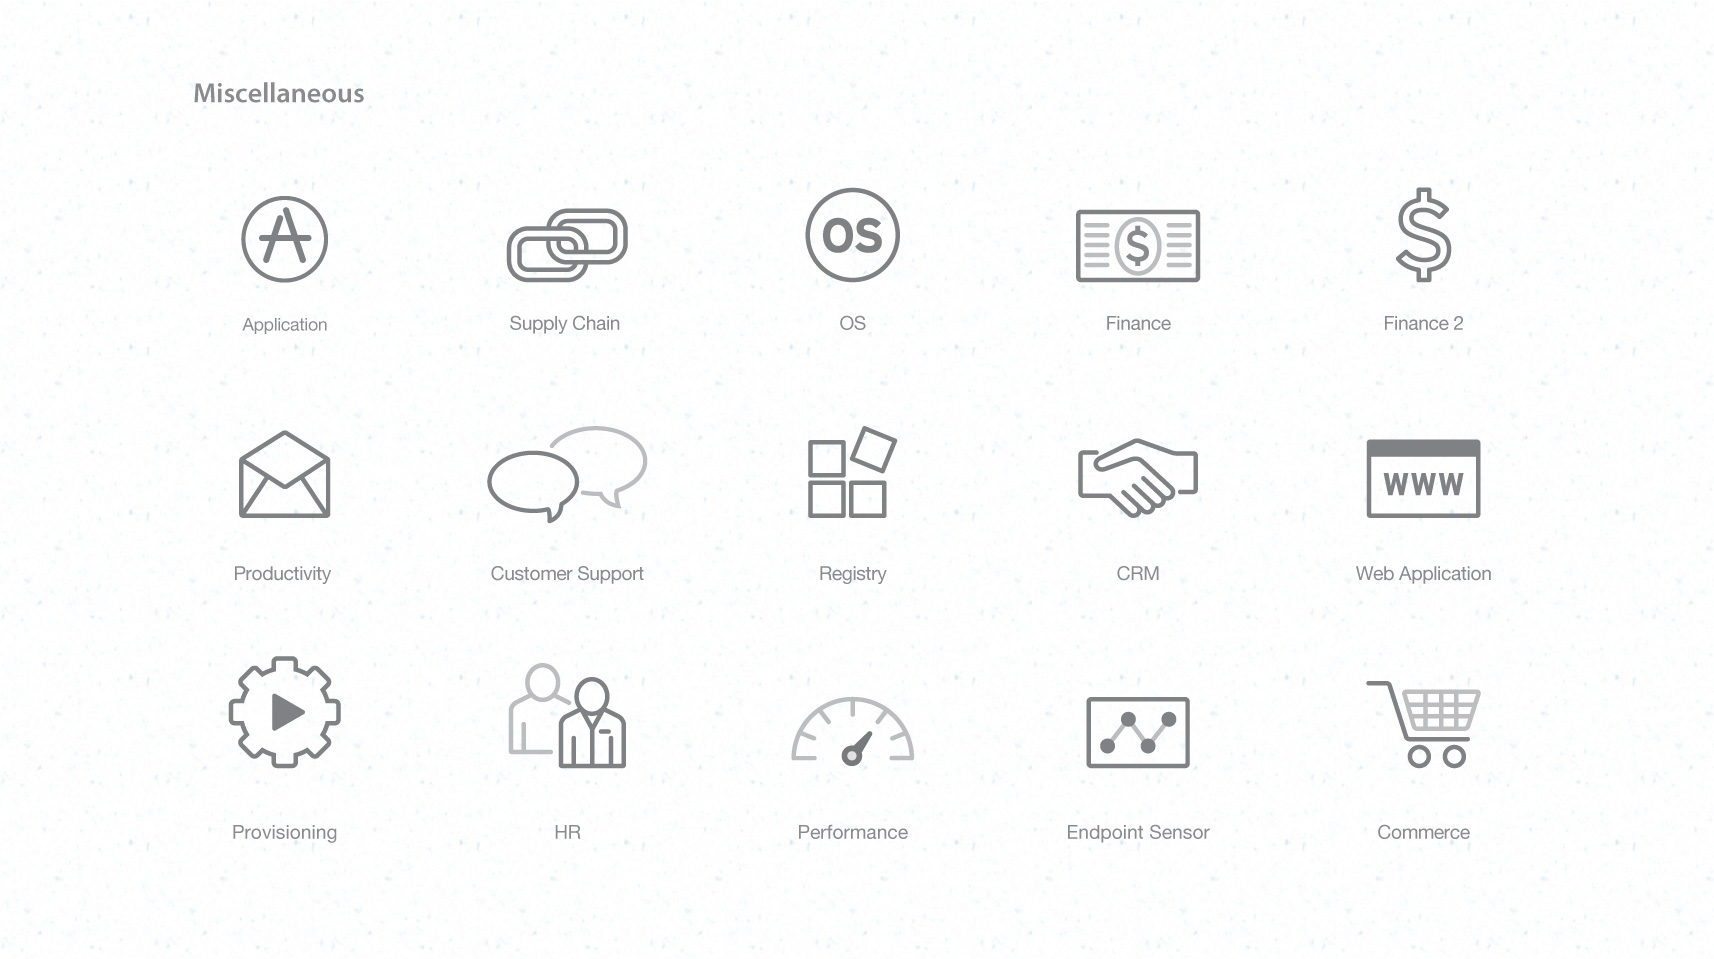 Miscellaneous
A
OS
$
$
Application
Supply Chain
OS
Finance
Finance 2
WWW
Productivity
Customer Support
Registry
CRM
Web Application
Provisioning
HR
Performance
Endpoint Sensor
Commerce